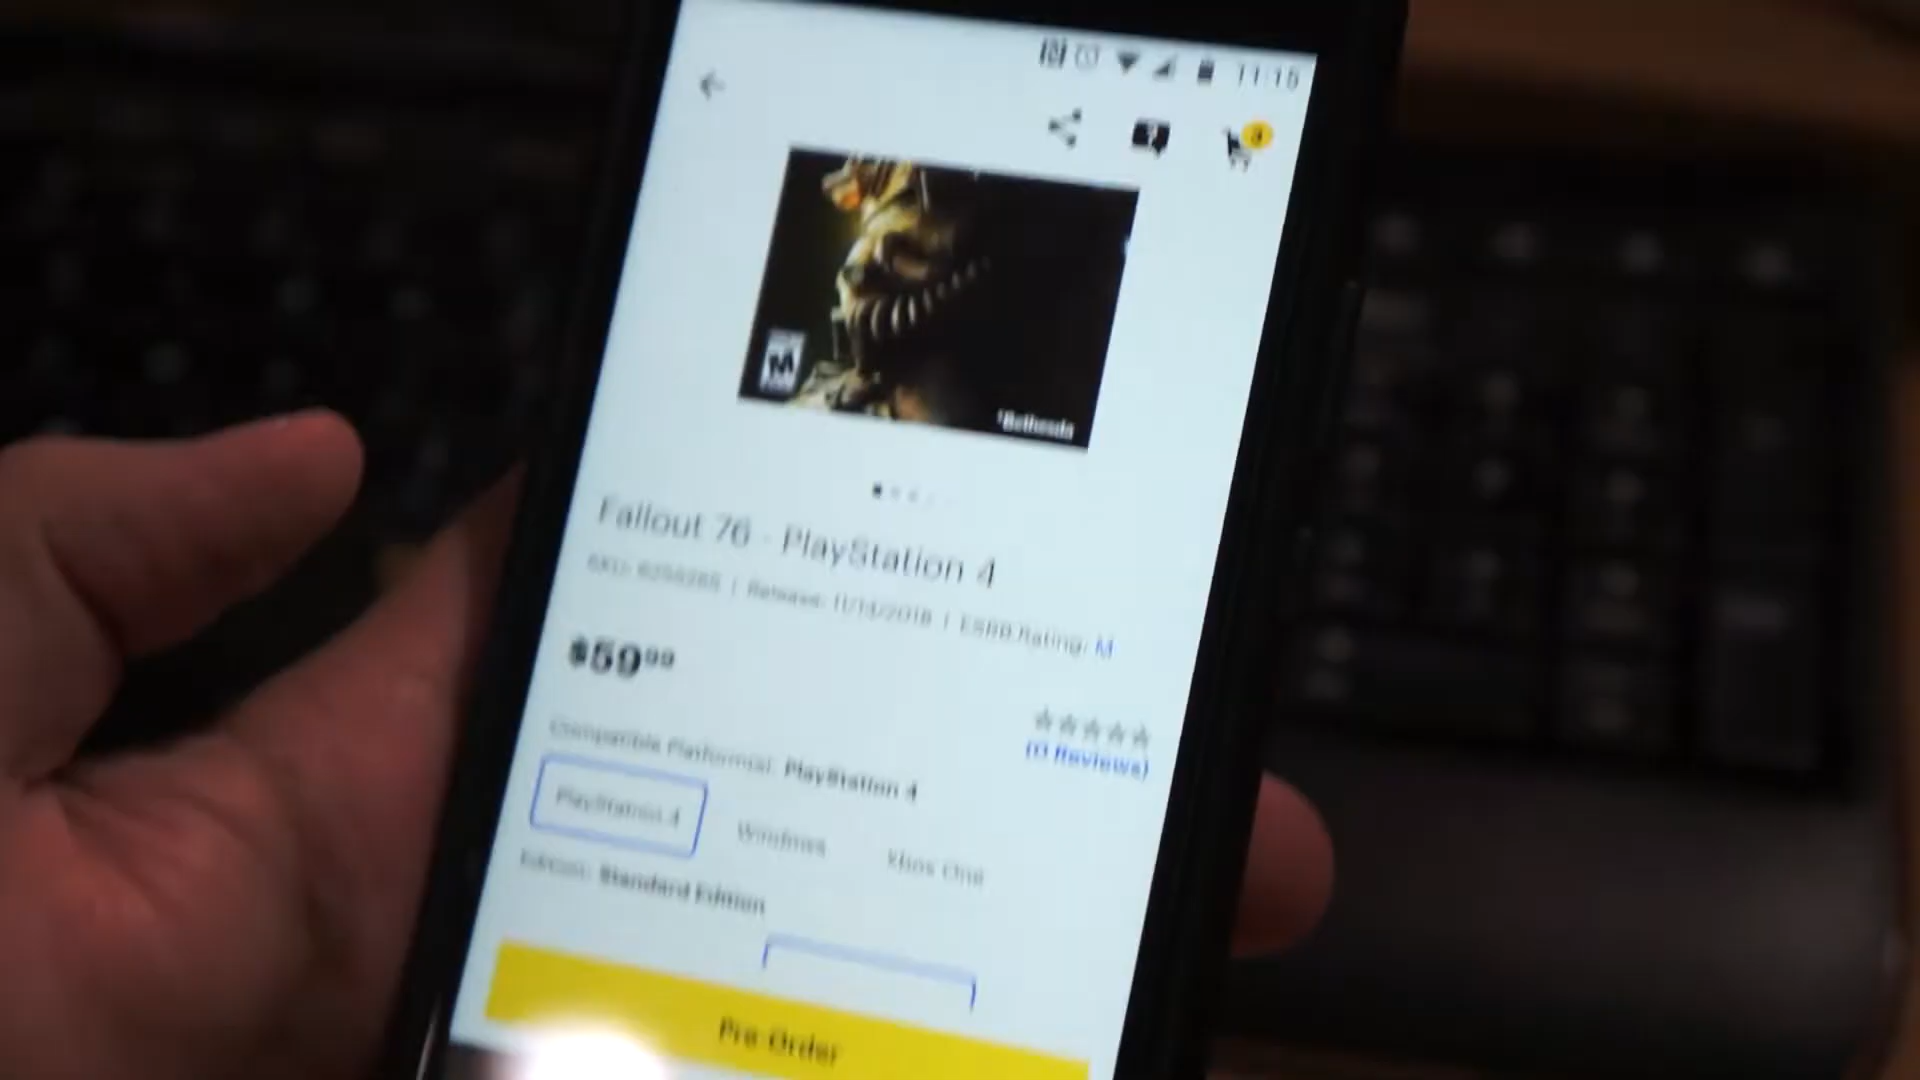 11:15
M
Bethesda
Fallout 76 - PlayStation 4
Release: 11/14/2018 | ESRB Rating: M
$59.99
(0 Reviews)
Compatible Platform(s): PlayStation 4
PlayStation 4 Windows Xbox One
Edition: Standard Edition
Pre-Order